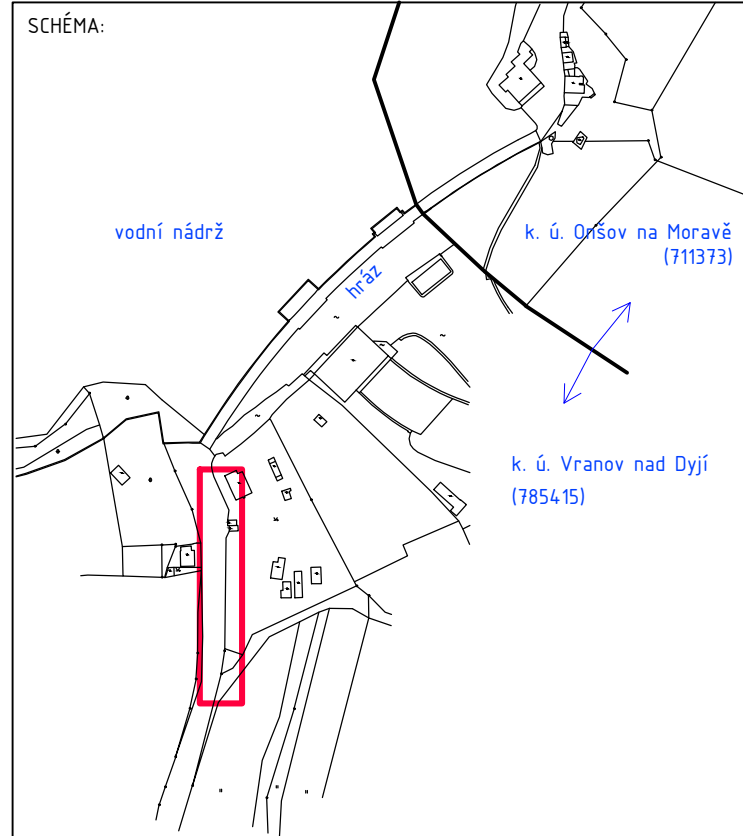 SCHÉMA:
vodní nádrž
hráz
k. ú. Onšov na Moravě
(711373)
k. ú. Vranov nad Dyjí
(785415)